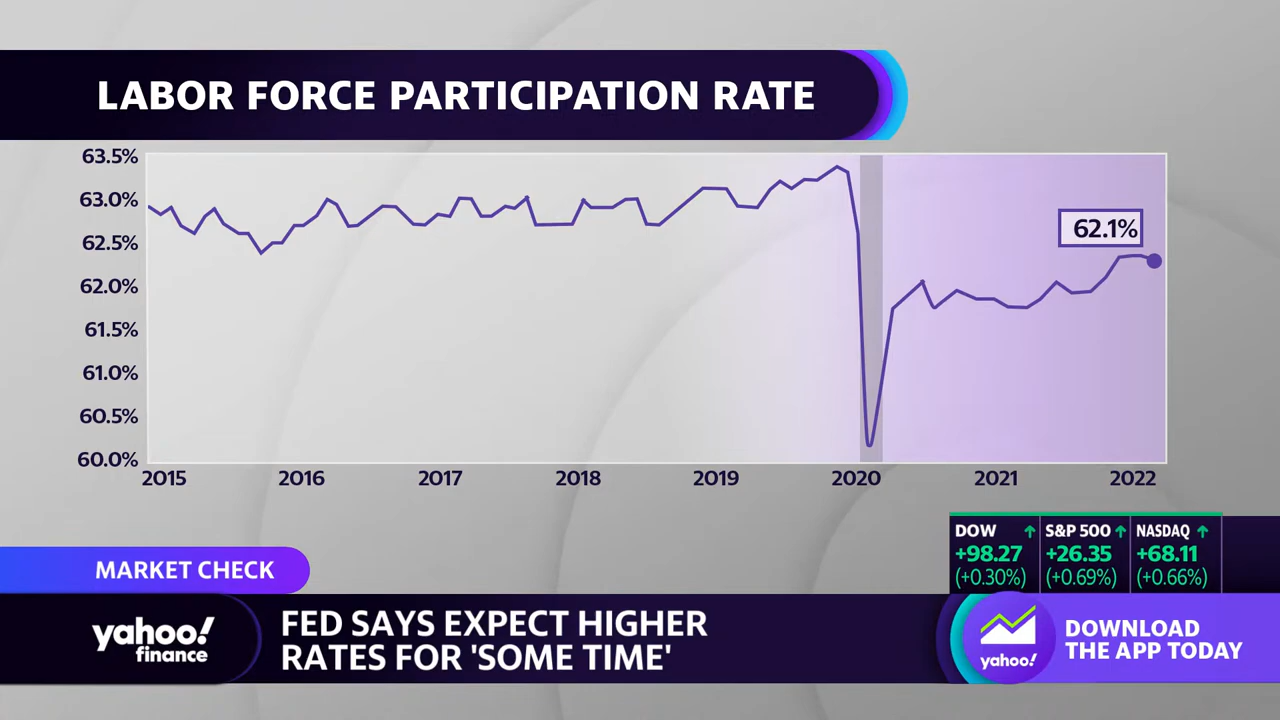 LABOR FORCE PARTICIPATION RATE
63.5%
63.0%
62.5%
62.0%
61.5%
61.0%
60.5%
60.0%
62.1%
2015 2016 2017 2018 2019 2020 2021 2022
DOW S&P 500 NASDAQ
+98.27 +26.35 +68.11
(+0.30%) (+0.69%) (+0.66%)
MARKET CHECK
yahoo!
finance
FED SAYS EXPECT HIGHER
RATES FOR 'SOME TIME'
yahoo!
DOWNLOAD
THE APP TODAY